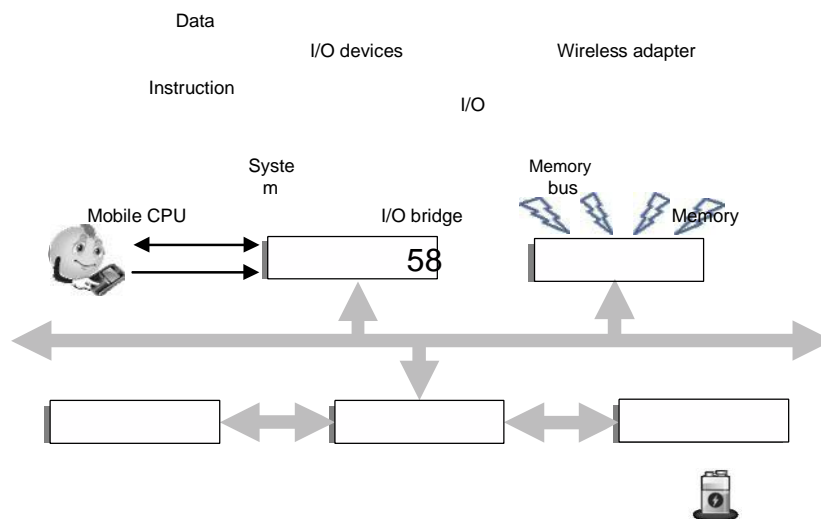 Data
I/O devices
Wireless adapter
Instruction
I/O
Syste
m
Memory
bus
Mobile CPU
I/O bridge
Memory
58